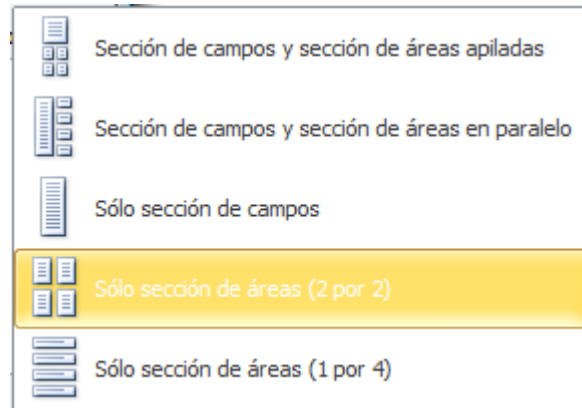 Sección de campos y sección de áreas apiladas
Sección de campos y sección de áreas en paralelo
Sólo sección de campos
Sólo sección de áreas (2 por 2)
Sólo sección de áreas (1 por 4)